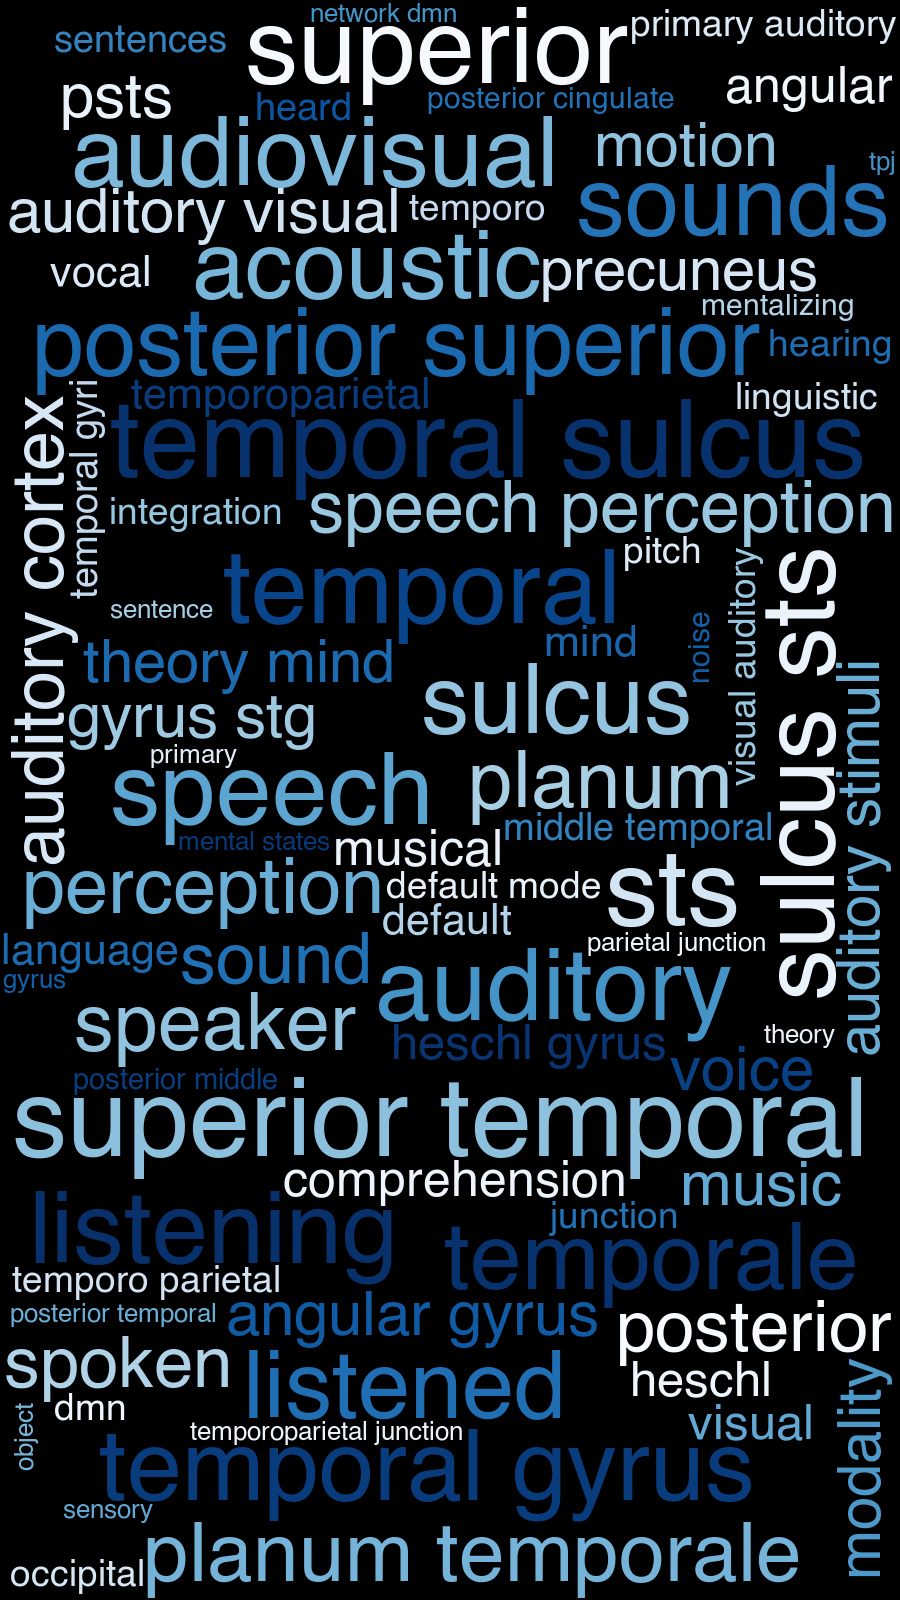 network dmn
sentences
superior
primary auditory
psts
heard
posterior cingulate
angular
audiovisual
motion
tpj
auditory visual
temporo
sounds
vocal
acoustic
precuneus
mentalizing
posterior superior
hearing
temporoparietal
linguistic
auditory cortex
temporal gyri
temporal sulcus
integration
speech perception
pitch
temporal
sentence
visual auditory
sulcus sts
noise
theory mind
mind
auditory stimuli
gyrus stg
sulcus
primary
speech
planum
mental states
musical
middle temporal
perception
default mode
sts
default
language
sound
parietal junction
gyrus
auditory
speaker
heschl gyrus
theory
posterior middle
voice
superior temporal
comprehension
music
listening
junction
temporale
temporo parietal
posterior temporal
angular gyrus
posterior
spoken
listened
heschl
modality
dmn
object
temporoparietal junction
visual
temporal gyrus
sensory
planum temporale
occipital